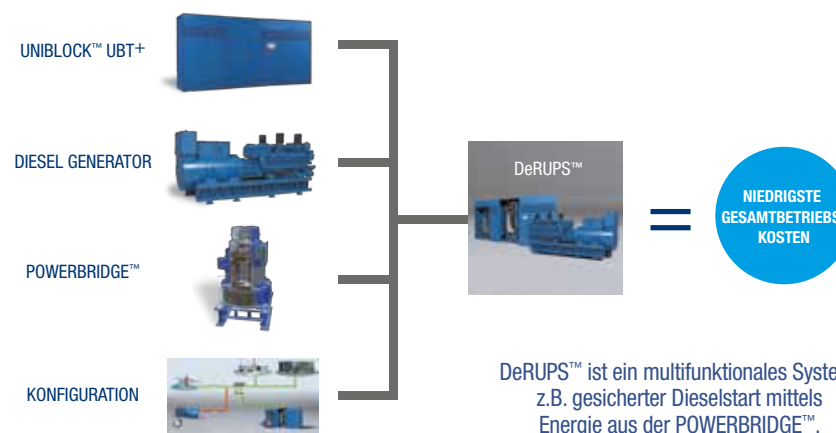 UNIBLOCK™ UBT+
DIESEL GENERATOR
POWERBRIDGE™
KONFIGURATION
DeRUPS™
=
NIEDRIGSTE
GESAMTBETRIEBS
KOSTEN
DeRUPS™ ist ein multifunktionales
z.B. gesicherter Dieselstart mittels
Energie aus der POWERBRIDGE™.